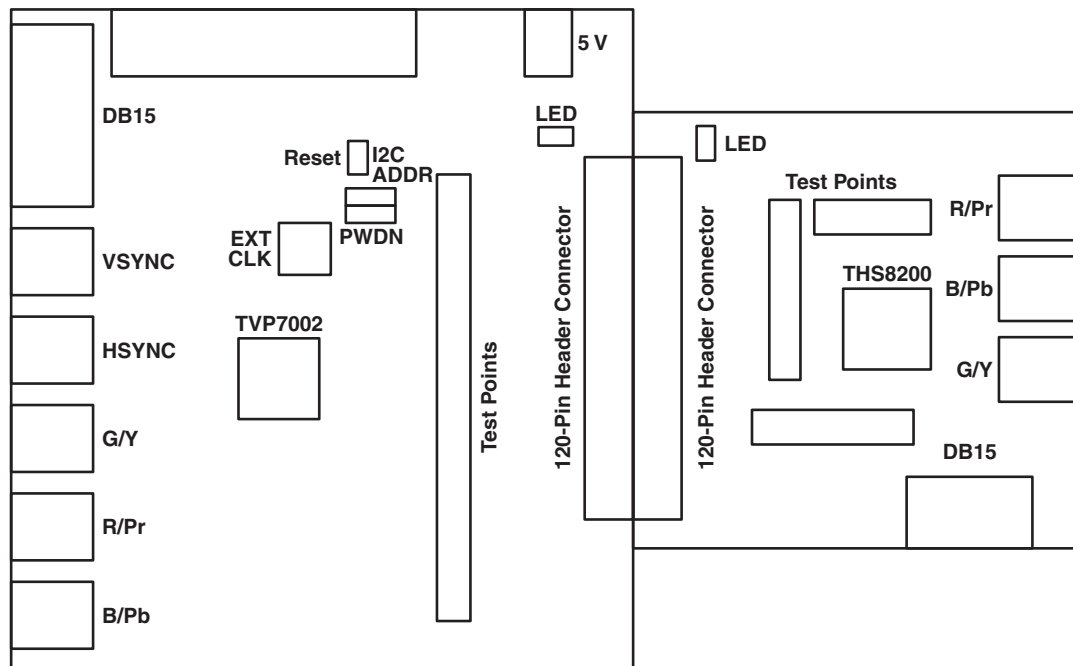 5 V
DB15
LED
LED
Reset
I2C
ADDR
Test Points
R/Pr
EXT
CLK
PWDN
VSYNC
THS8200
B/Pb
TVP7002
HSYNC
G/Y
Test Points
120-Pin Header Connector
120-Pin Header Connector
G/Y
DB15
R/Pr
B/Pb